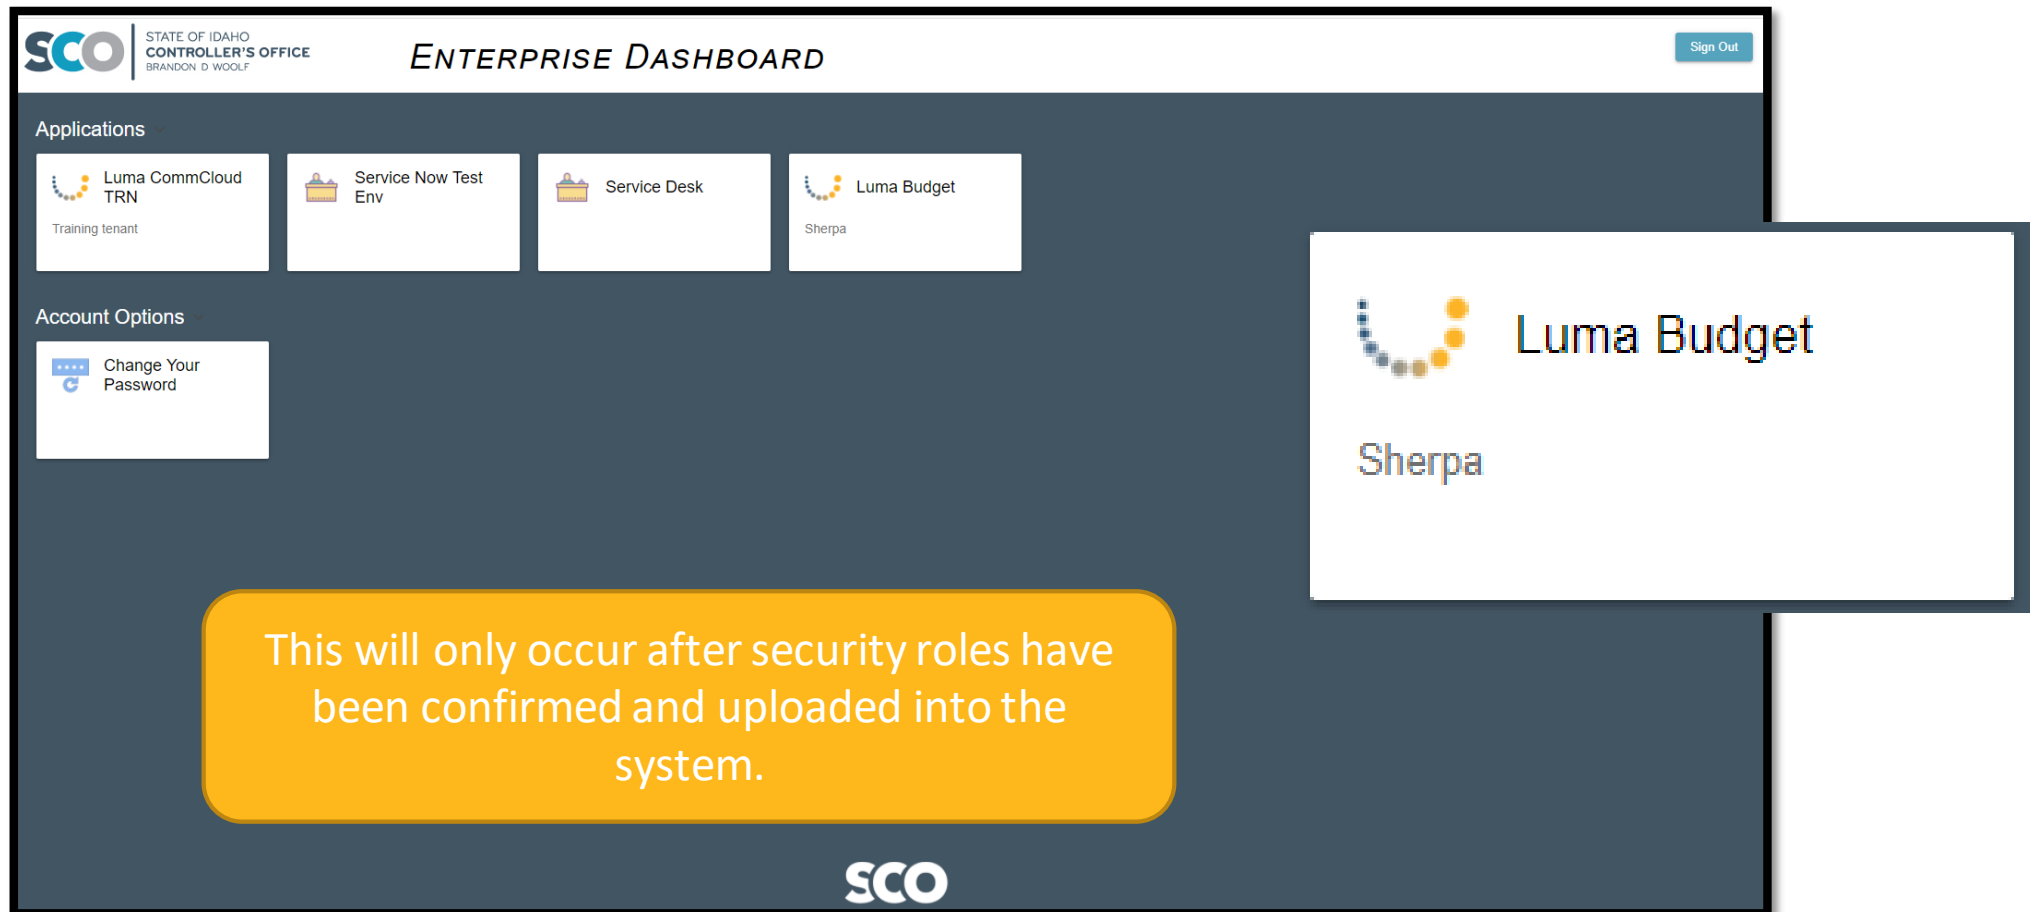 SCO
STATE OF IDAHO
CONTROLLER'S OFFICE
BRANDON D WOOLF
ENTERPRISE DASHBOARD
Sign Out
Applications
Luma CommCloud
TRN
Training tenant
Service Now Test
Env
Service Desk
Luma Budget
Sherpa
Account Options
Change Your
Password
Luma Budget
Sherpa
This will only occur after security roles have
been confirmed and uploaded into the
system.
SCO